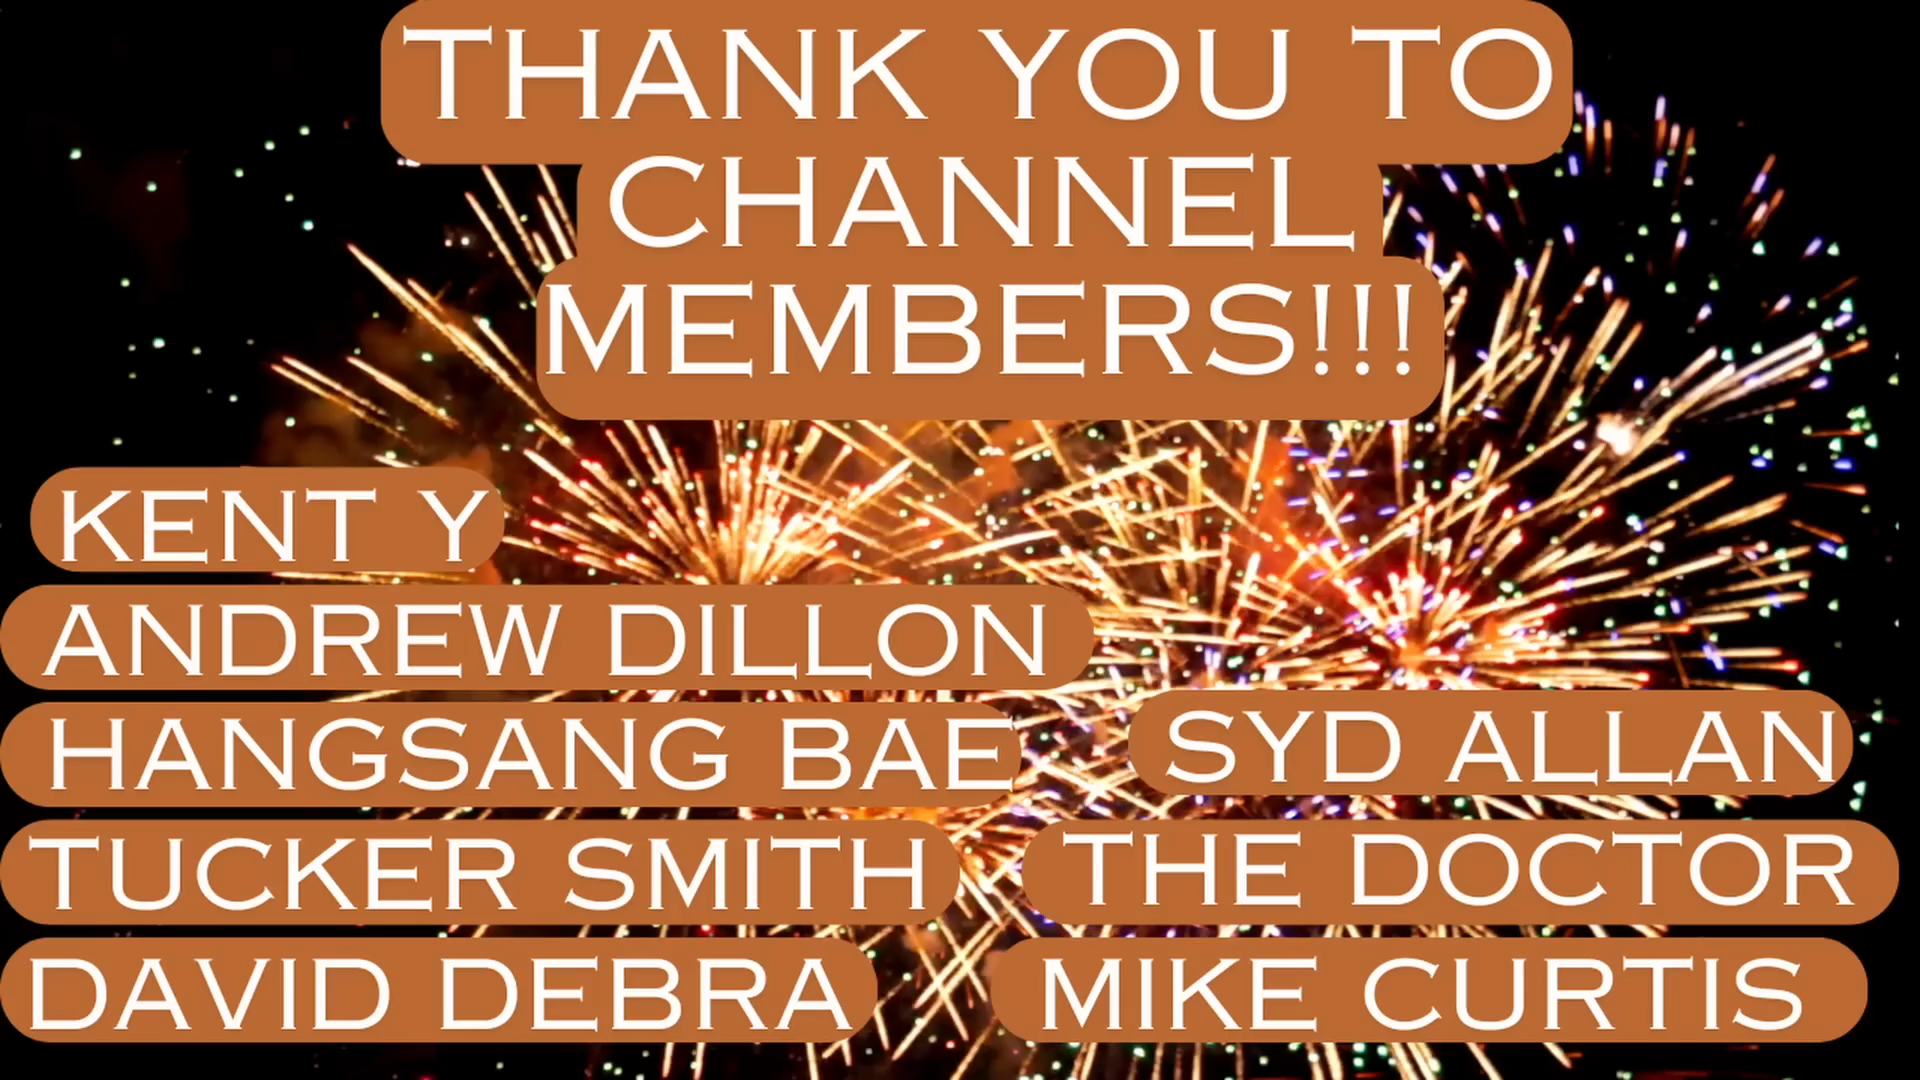 THANK YOU TO
CHANNEL
MEMBERS!!!
KENT Y
ANDREW DILLON
HANGSANG BAE
TUCKER SMITH
DAVID DEBRA
SYD ALLAN
THE DOCTOR
MIKE CURTIS